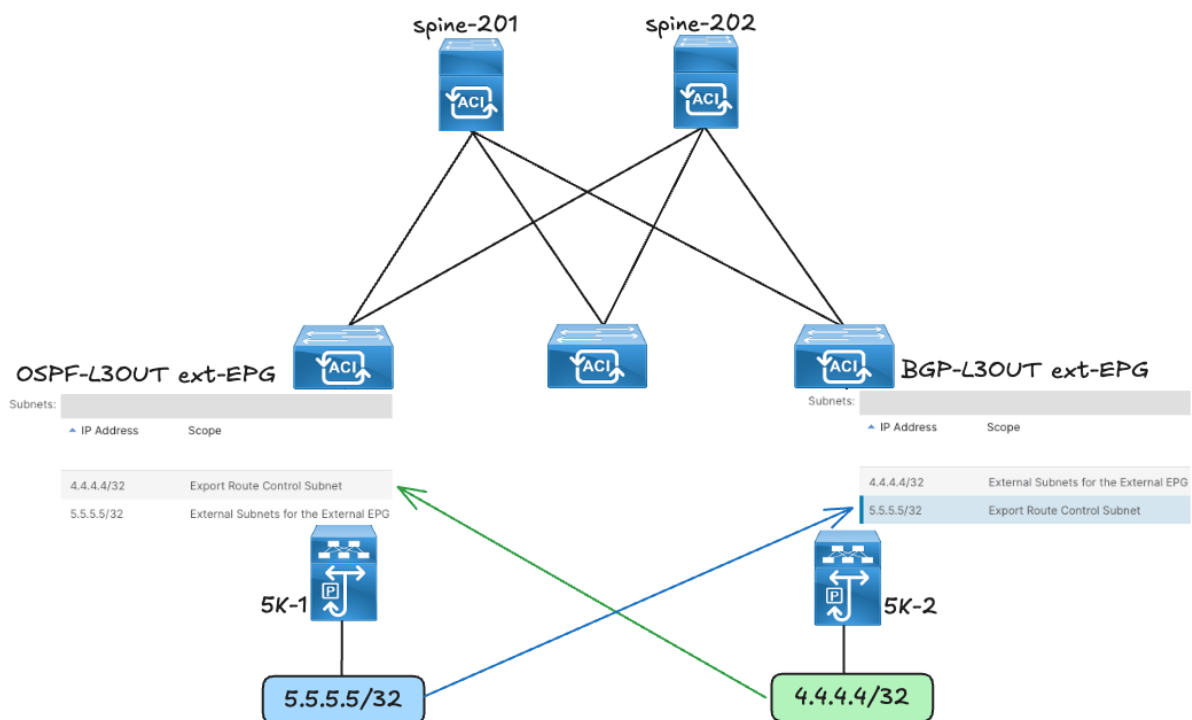 spine-201
spine-202
ACI
ACI
ACI
ACI
ACI
OSPF-L3OUT ext-EPG
Subnets:
IP Address Scope
4.4.4.4/32 Export Route Control Subnet
5.5.5.5/32 External Subnets for the External EPG
BGP-L3OUT ext-EPG
Subnets:
IP Address Scope
4.4.4.4/32 External Subnets for the External EPG
5.5.5.5/32 Export Route Control Subnet
5K-1
P
P
5K-2
5.5.5.5/32
4.4.4.4/32